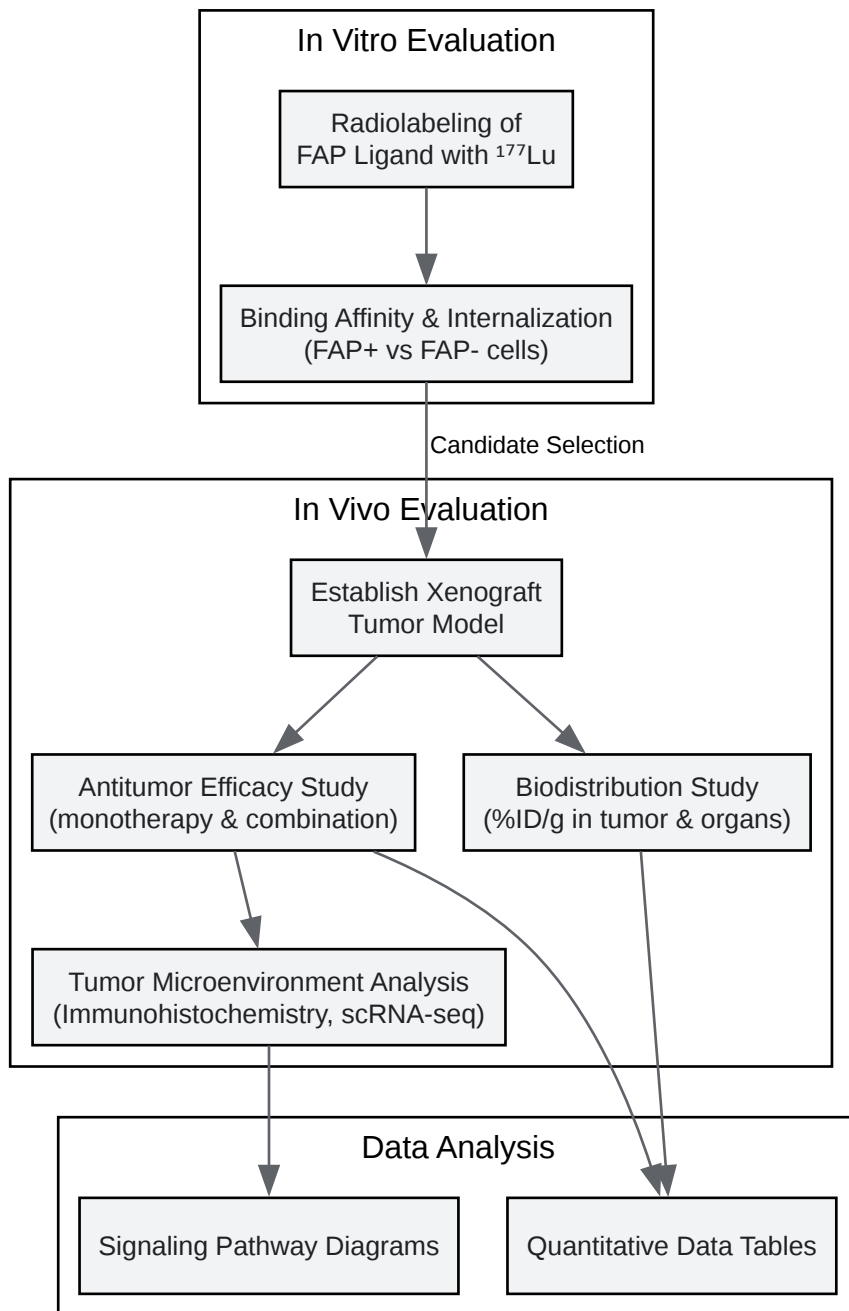 In Vitro Evaluation
Radiolabeling of
FAP Ligand with ¹⁷⁷Lu
Binding Affinity & Internalization
(FAP+ vs FAP- cells)
Candidate Selection
In Vivo Evaluation
Establish Xenograft
Tumor Model
Antitumor Efficacy Study
(monotherapy & combination)
Biodistribution Study
(%ID/g in tumor & organs)
Tumor Microenvironment Analysis
(Immunohistochemistry, scRNA-seq)
Data Analysis
Signaling Pathway Diagrams
Quantitative Data Tables